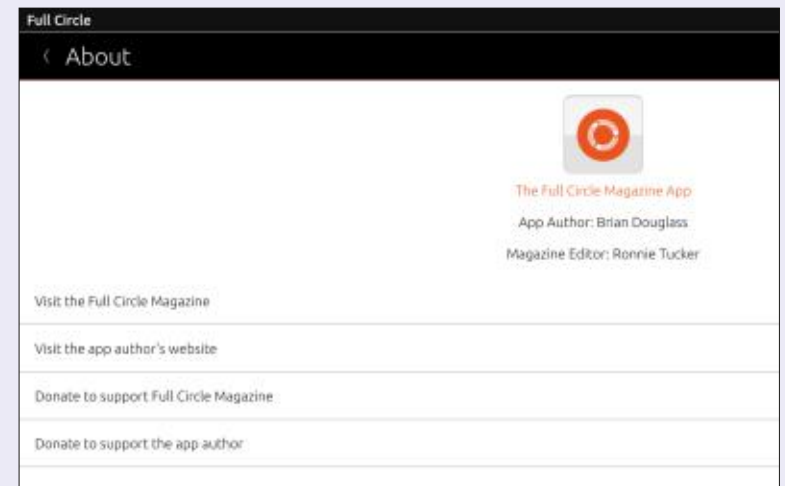 Full Circle
About
The Full Circle Magazine App
App Author: Brian Douglass
Magazine Editor: Ronnie Tucker
Visit the Full Circle Magazine
Visit the app author's website
Donate to support Full Circle Magazine
Donate to support the app author